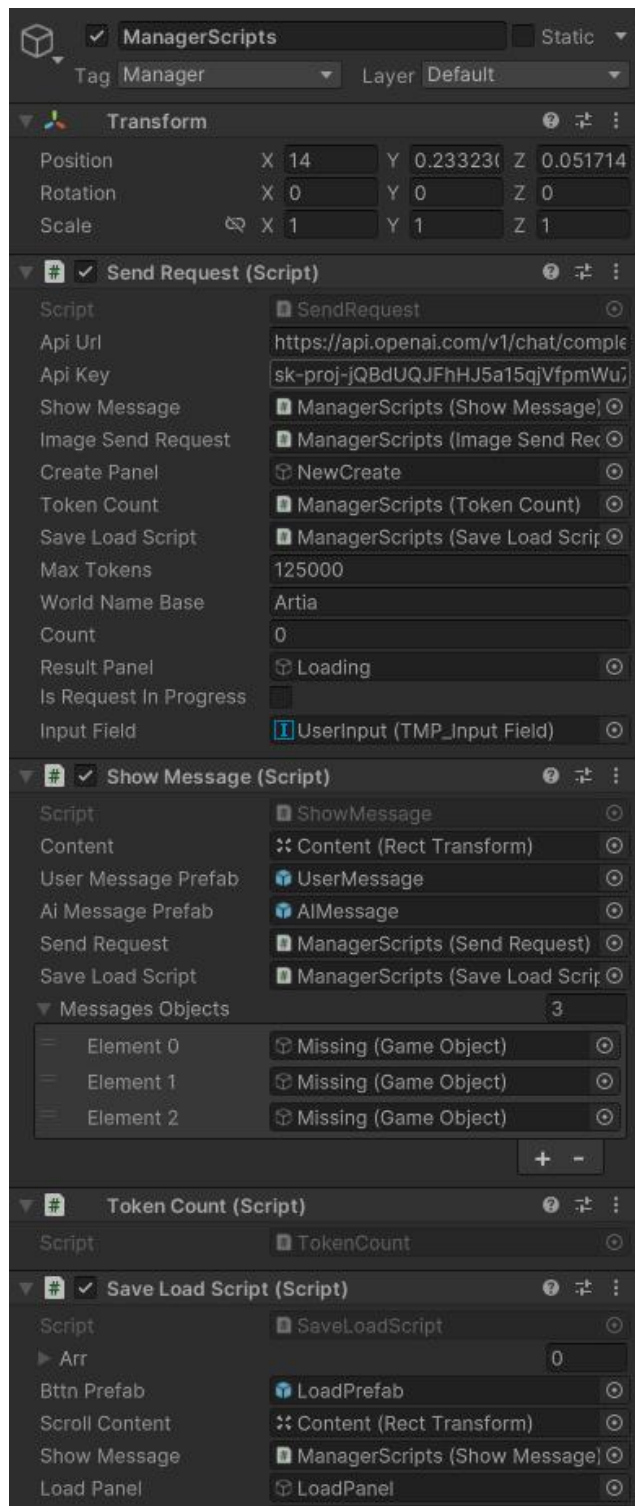 ManagerScripts Static
Tag Manager Layer Default
Transform
Position X 14 Y 0.23323( Z 0.051714
Rotation X 0 Y 0 Z 0
Scale X 1 Y 1 Z 1
# Send Request (Script)
Script SendRequest
Api Url https://api.openai.com/v1/chat/comple
Api Key sk-proj-jQBdUQJFhHJ5a15qjVfpmWu7
Show Message ManagerScripts (Show Message)
Image Send Request ManagerScripts (Image Send Rec
Create Panel NewCreate
Token Count ManagerScripts (Token Count)
Save Load Script ManagerScripts (Save Load Scrip
Max Tokens 125000
World Name Base Artia
Count 0
Result Panel Loading
Is Request In Progress
Input Field UserInput (TMP_Input Field)
# Show Message (Script)
Script ShowMessage
Content Content (Rect Transform)
User Message Prefab UserMessage
Ai Message Prefab AIMessage
Send Request ManagerScripts (Send Request)
Save Load Script ManagerScripts (Save Load Scrip
Messages Objects 3
Element 0 Missing (Game Object)
Element 1 Missing (Game Object)
Element 2 Missing (Game Object)
+ -
# Token Count (Script)
Script TokenCount
# Save Load Script (Script)
Script SaveLoadScript
Arr 0
Bttn Prefab LoadPrefab
Scroll Content Content (Rect Transform)
Show Message ManagerScripts (Show Message)
Load Panel LoadPanel